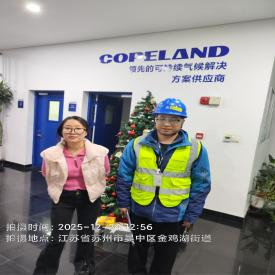 COPELAND
领先的可持续气候解决
方案供应商
拍摄时间: 2025-12- 12:56
拍摄地点: 江苏省苏州市吴中区金鸡湖街道